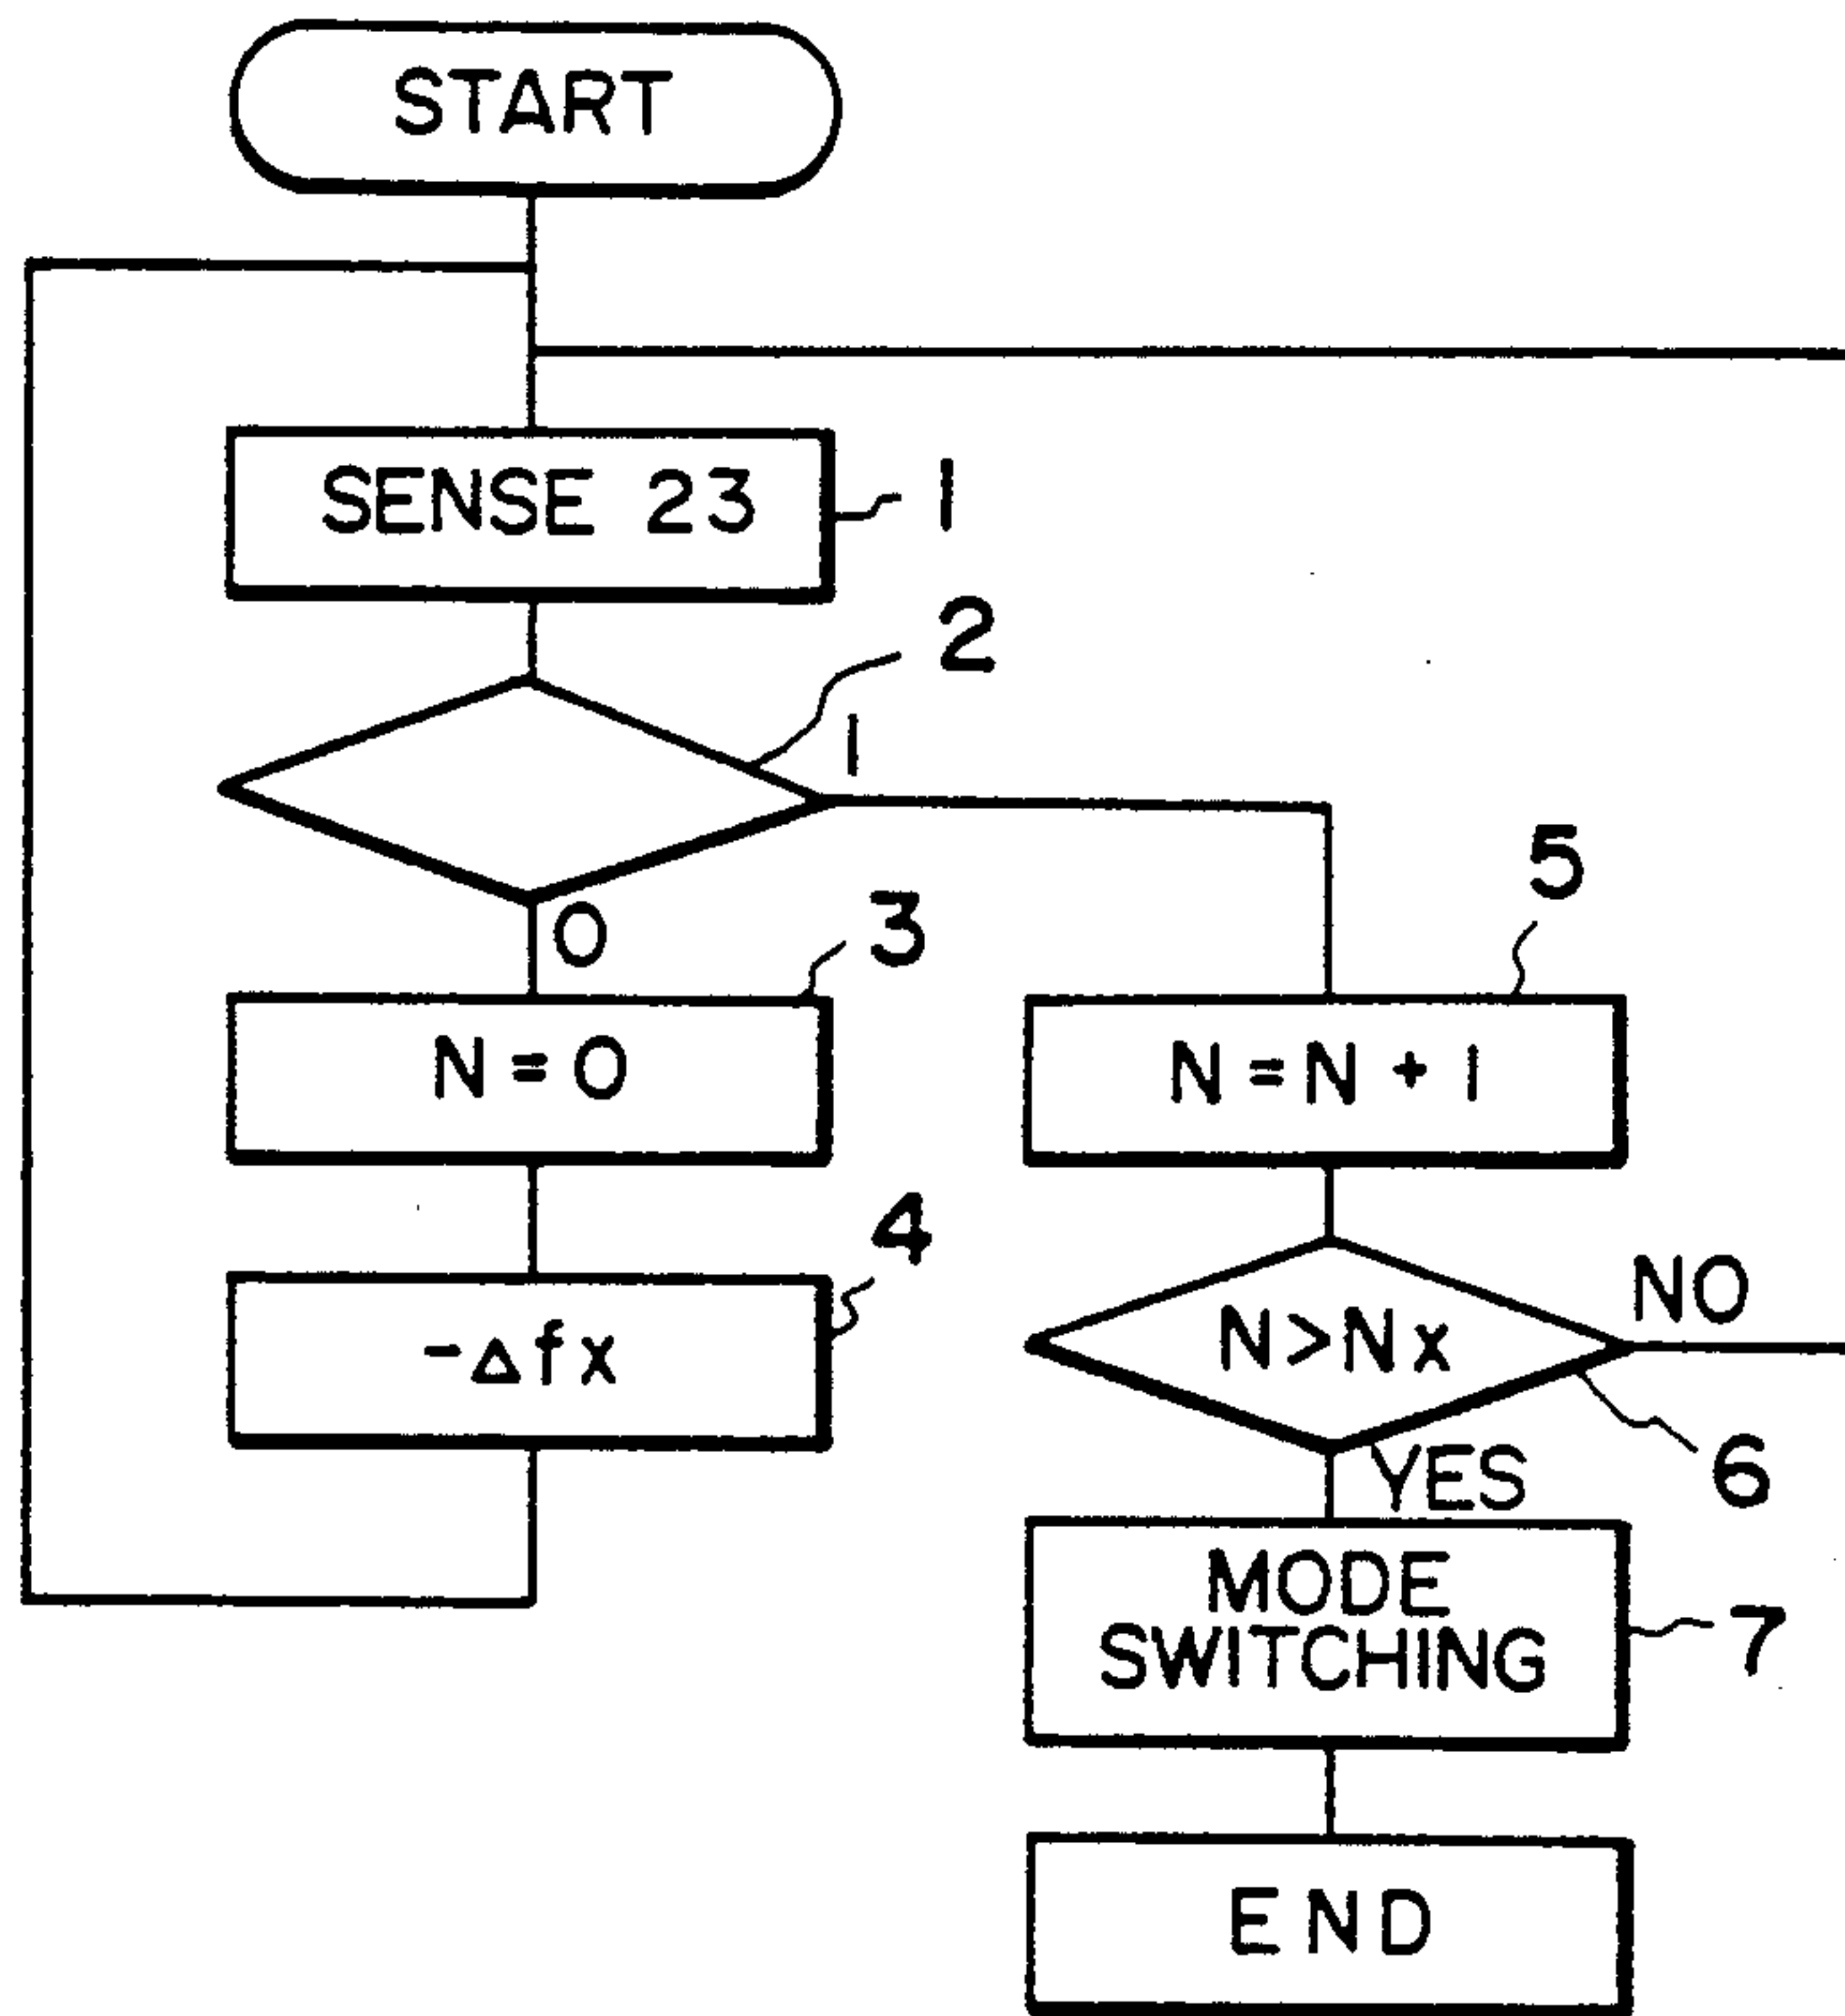 START
SENSE 23
1
2
1
0
3
N=0
5
N=N+1
4
-Δfx
N>Nx
NO
6
YES
MODE
SWITCHING
7
END